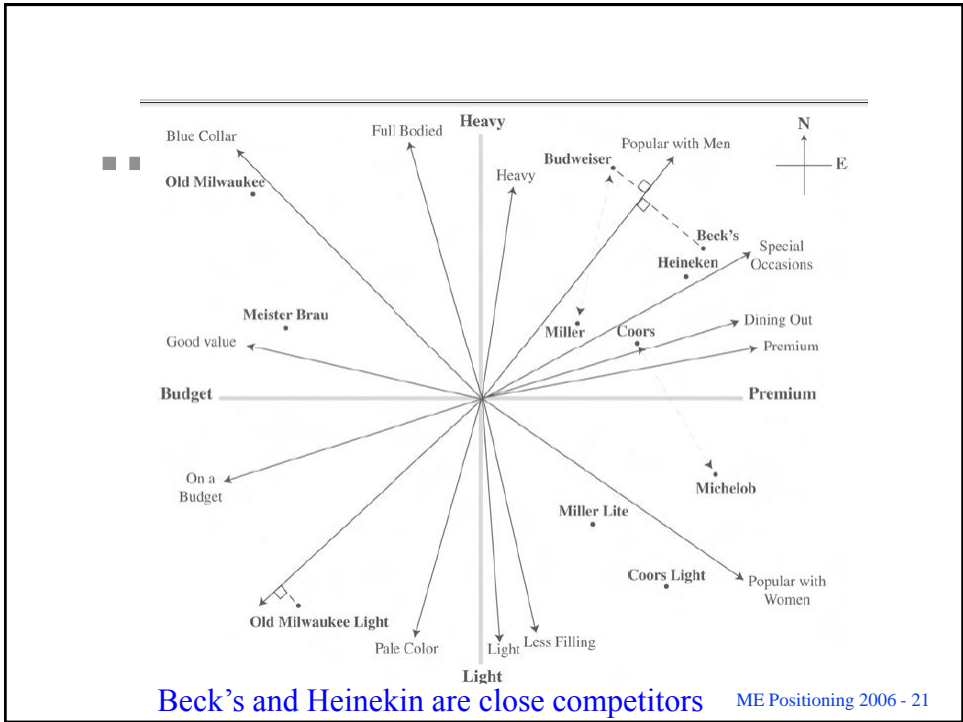 Heavy
N
Blue Collar
Full Bodied
Popular with Men
Budweiser
E
Old Milwaukee
Heavy
Beck's
Special
Occasions
Heineken
Meister Brau
Miller
Coors
Dining Out
Good value
Premium
Budget
Premium
On a
Budget
Michelob
Miller Lite
Coors Light
Popular with
Women
Old Milwaukee Light
Pale Color
Light
Less Filling
Light
Beck's and Heinekin are close competitors
ME Positioning 2006 - 21